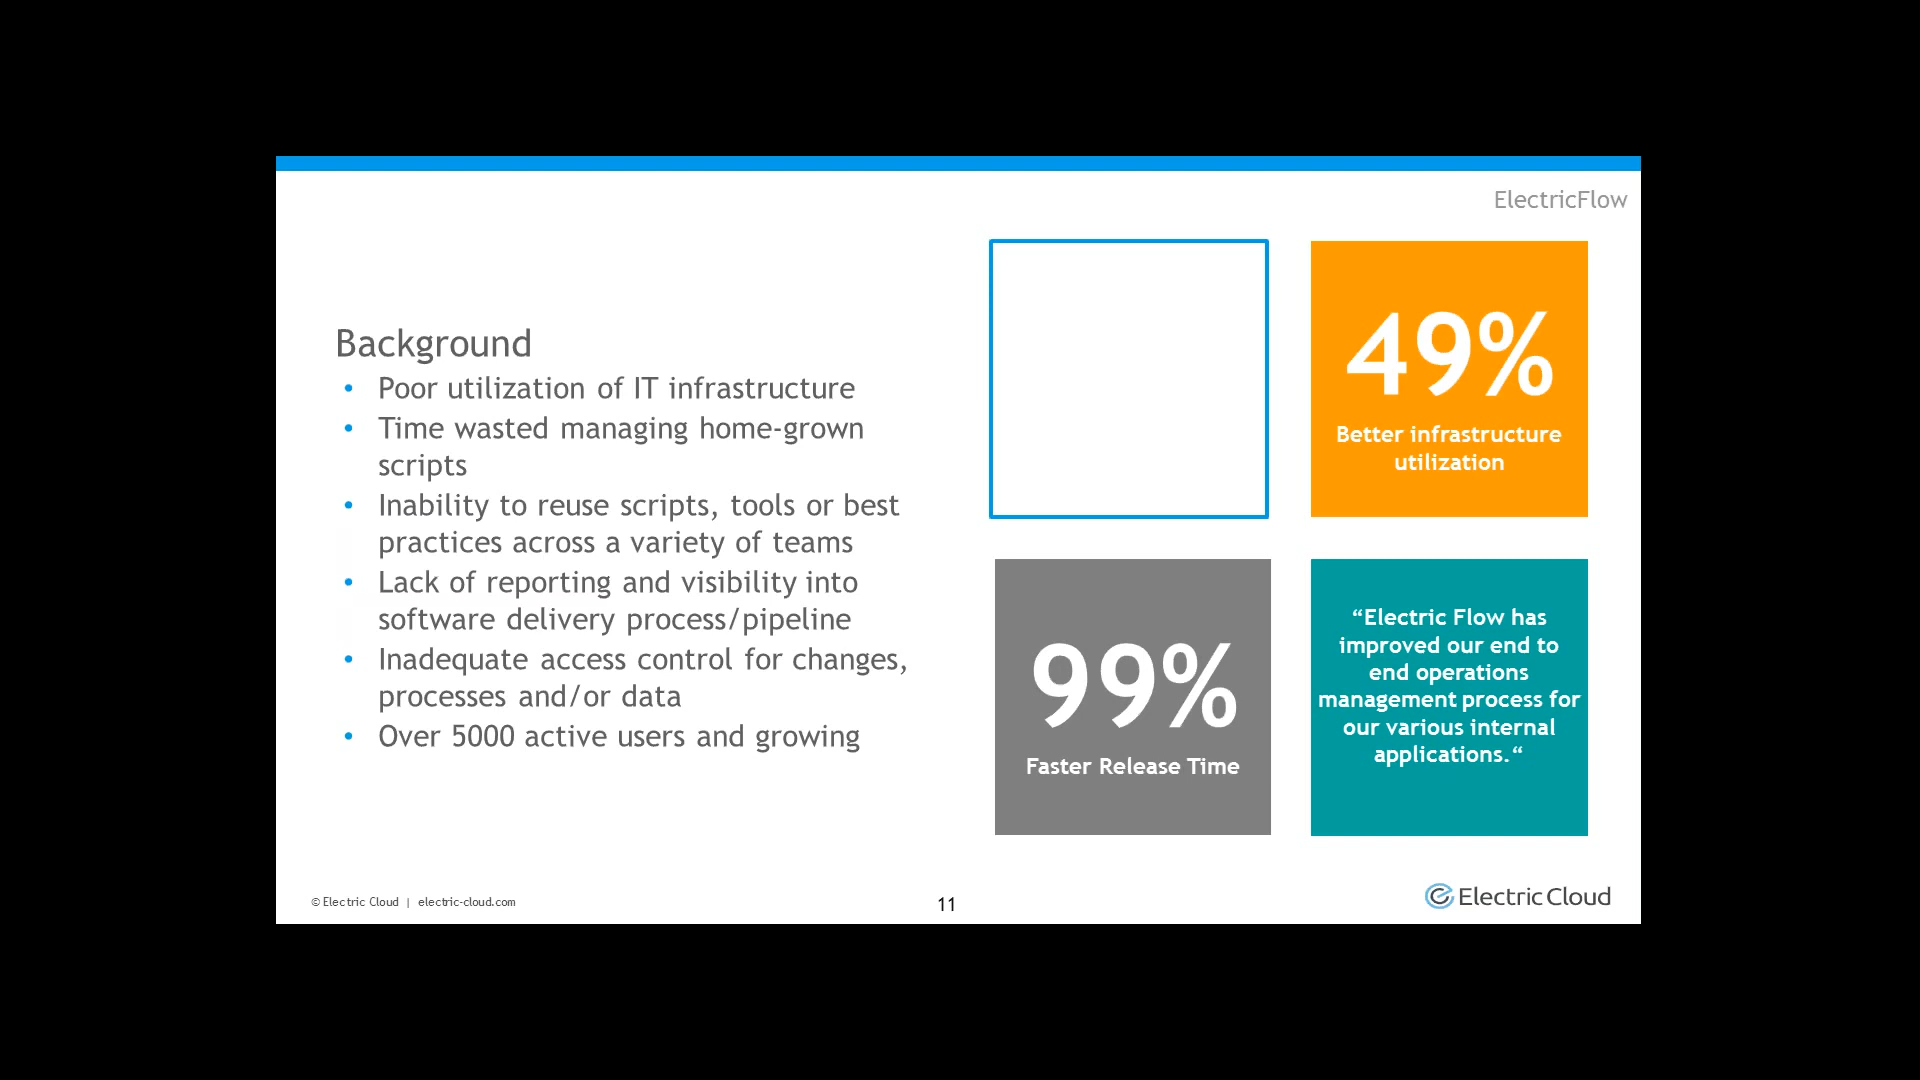 ElectricFlow
Background
• Poor utilization of IT infrastructure
• Time wasted managing home-grown
scripts
• Inability to reuse scripts, tools or best
practices across a variety of teams
• Lack of reporting and visibility into
software delivery process/pipeline
• Inadequate access control for changes,
processes and/or data
• Over 5000 active users and growing
49%
Better infrastructure
utilization
99%
Faster Release Time
“Electric Flow has
improved our end to
end operations
management process for
our various internal
applications.“
© Electric Cloud | electric-cloud.com
11
Electric Cloud